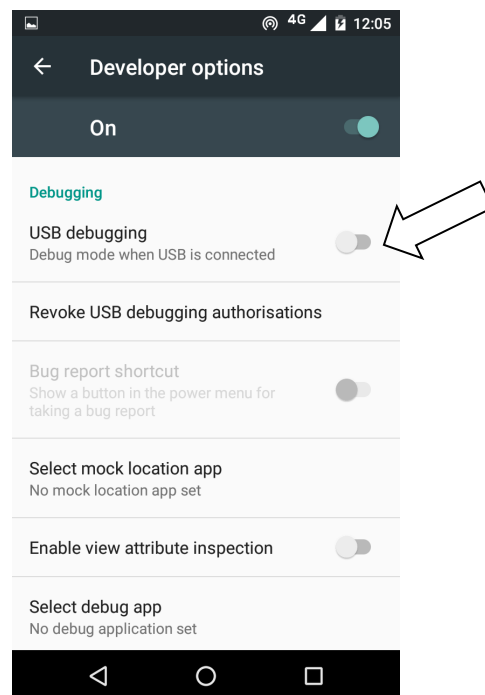 4G 12:05
Developer options
On
Debugging
USB debugging
Debug mode when USB is connected
Revoke USB debugging authorisations
Bug report shortcut
Show a button in the power menu for
taking a bug report
Select mock location app
No mock location app set
Enable view attribute inspection
Select debug app
No debug application set